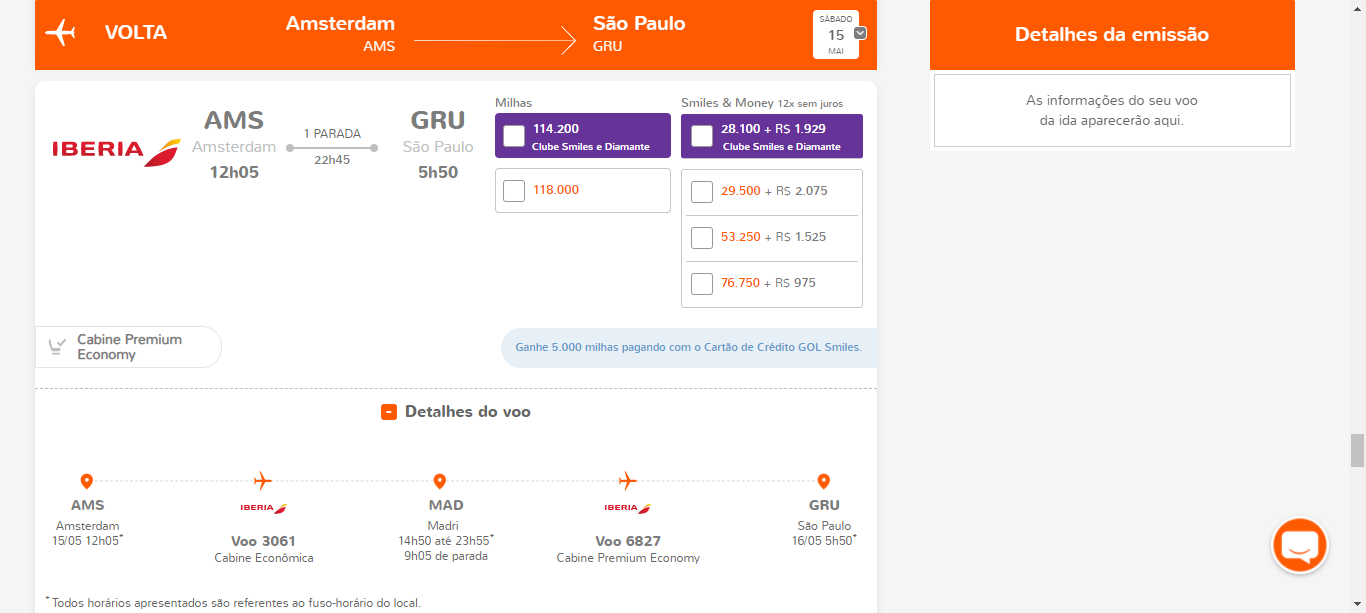 VOLTA
Amsterdam
AMS
São Paulo
GRU
SÁBADO
15
MAI
Detalhes da emissão
As informações do seu voo
da ida aparecerão aqui.
IBERIA
AMS
Amsterdam
12h05
1 PARADA
22h45
GRU
São Paulo
5h50
Milhas
114.200
Clube Smiles e Diamante
118.000
Smiles & Money 12x sem juros
28.100 + R$ 1.929
Clube Smiles e Diamante
29.500 + R$ 2.075
53.250 + R$ 1.525
76.750 + R$ 975
Cabine Premium
Economy
Ganhe 5.000 milhas pagando com o Cartão de Crédito GOL Smiles.
- Detalhes do voo
AMS
Amsterdam
15/05 12h05*
IBERIA
Voo 3061
Cabine Econômica
MAD
Madri
14h50 até 23h55*
9h05 de parada
IBERIA
Voo 6827
Cabine Premium Economy
GRU
São Paulo
16/05 5h50*
* Todos horários apresentados são referentes ao fuso-horário do local.